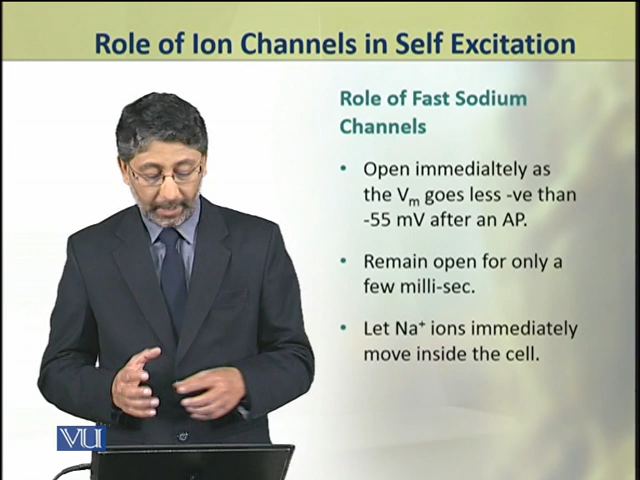 Role of Ion Channels in Self Excitation
Role of Fast Sodium
Channels
• Open immedialtely as
the Vm goes less -ve than
-55 mV after an AP.
• Remain open for only a
few milli-sec.
• Let Na⁺ ions immediately
move inside the cell.
VU